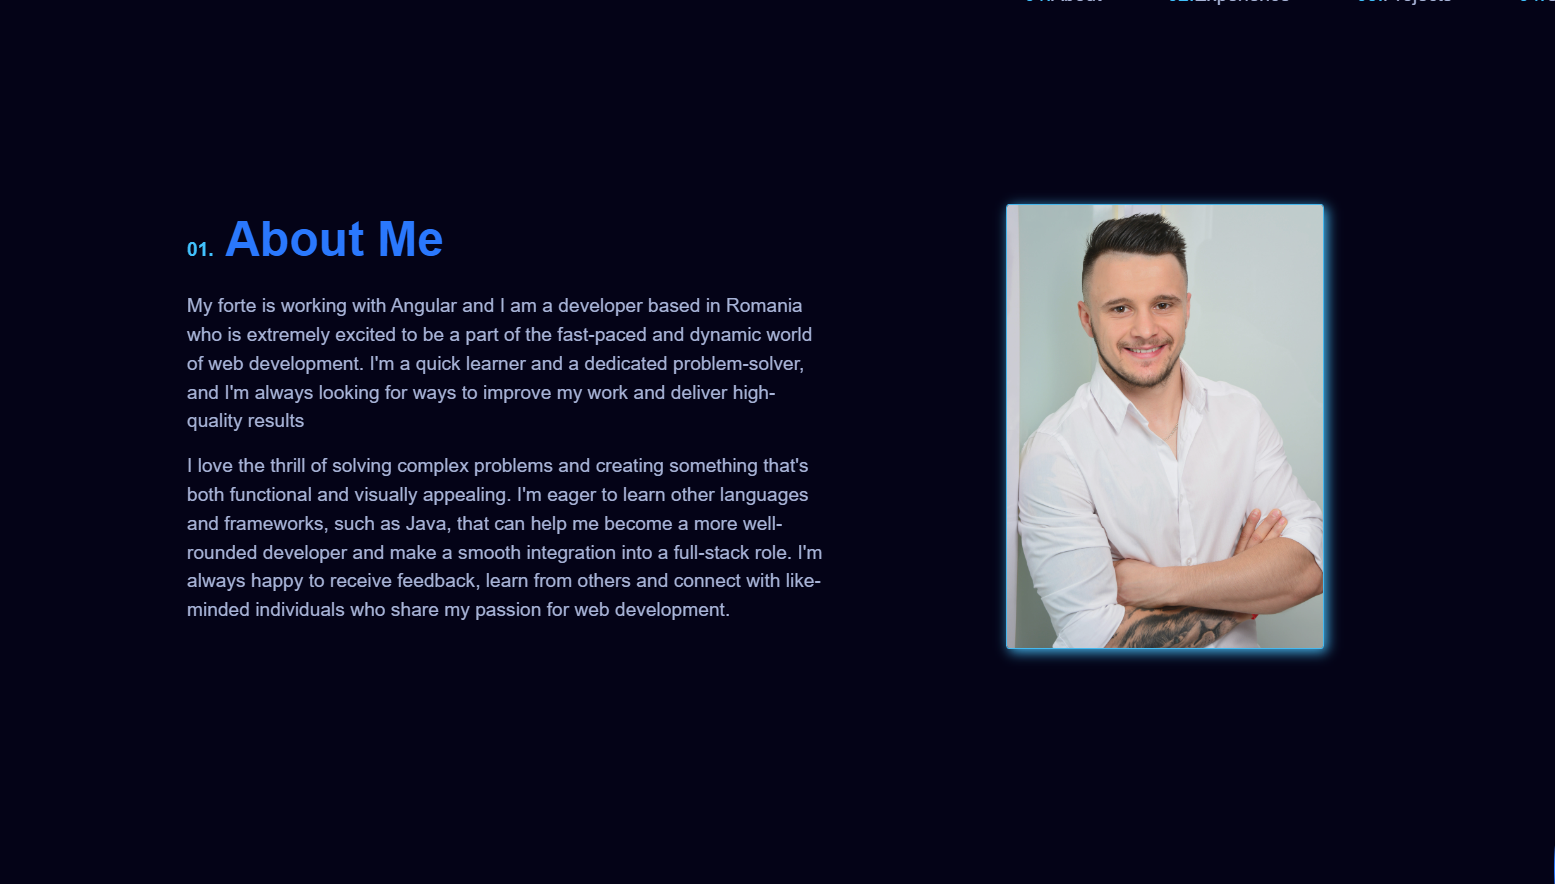 01. About Me
My forte is working with Angular and I am a developer based in Romania
who is extremely excited to be a part of the fast-paced and dynamic world
of web development. I'm a quick learner and a dedicated problem-solver,
and I'm always looking for ways to improve my work and deliver high-
quality results
I love the thrill of solving complex problems and creating something that's
both functional and visually appealing. I'm eager to learn other languages
and frameworks, such as Java, that can help me become a more well-
rounded developer and make a smooth integration into a full-stack role. I'm
always happy to receive feedback, learn from others and connect with like-
minded individuals who share my passion for web development.